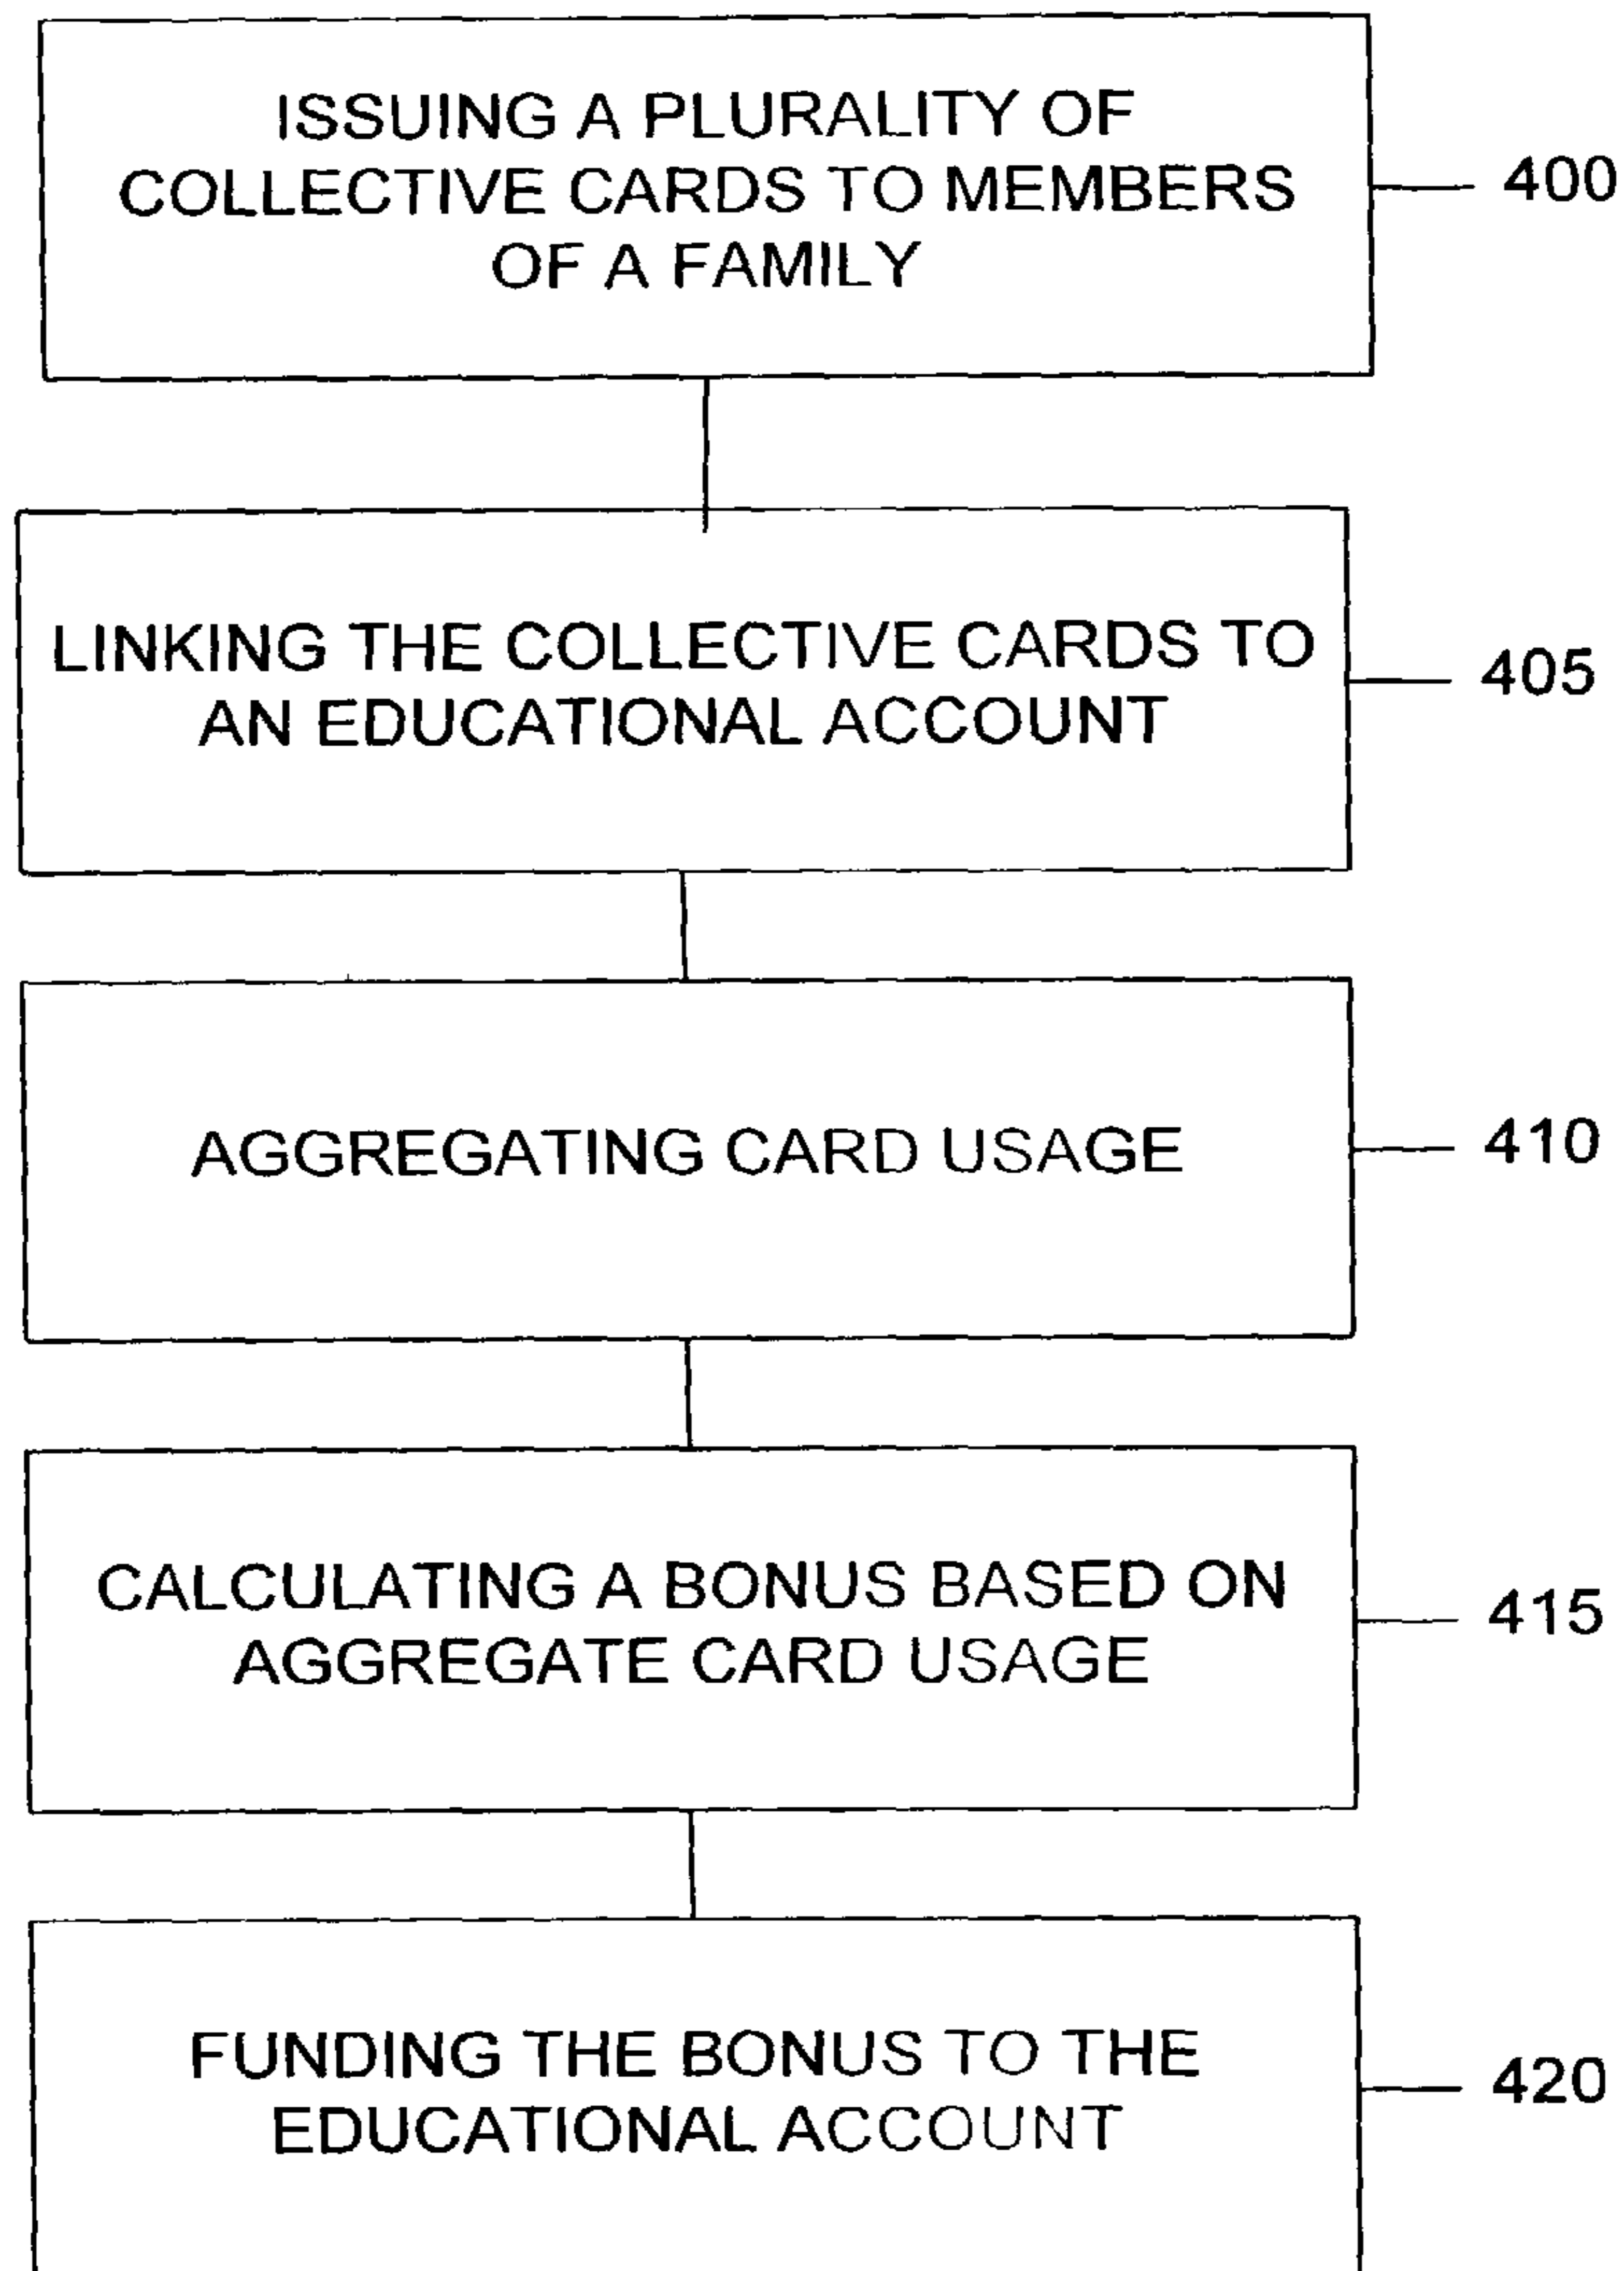 ISSUING A PLURALITY OF
COLLECTIVE CARDS TO MEMBERS
OF A FAMILY
400
LINKING THE COLLECTIVE CARDS TO
AN EDUCATIONAL ACCOUNT
405
AGGREGATING CARD USAGE
410
CALCULATING A BONUS BASED ON
AGGREGATE CARD USAGE
415
FUNDING THE BONUS TO THE
EDUCATIONAL ACCOUNT
420